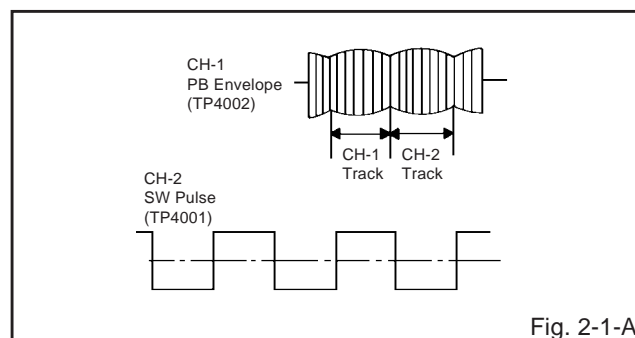 CH-1
PB Envelope
(TP4002)
CH-1
Track
CH-2
Track
CH-2
SW Pulse
(TP4001)
Fig. 2-1-A